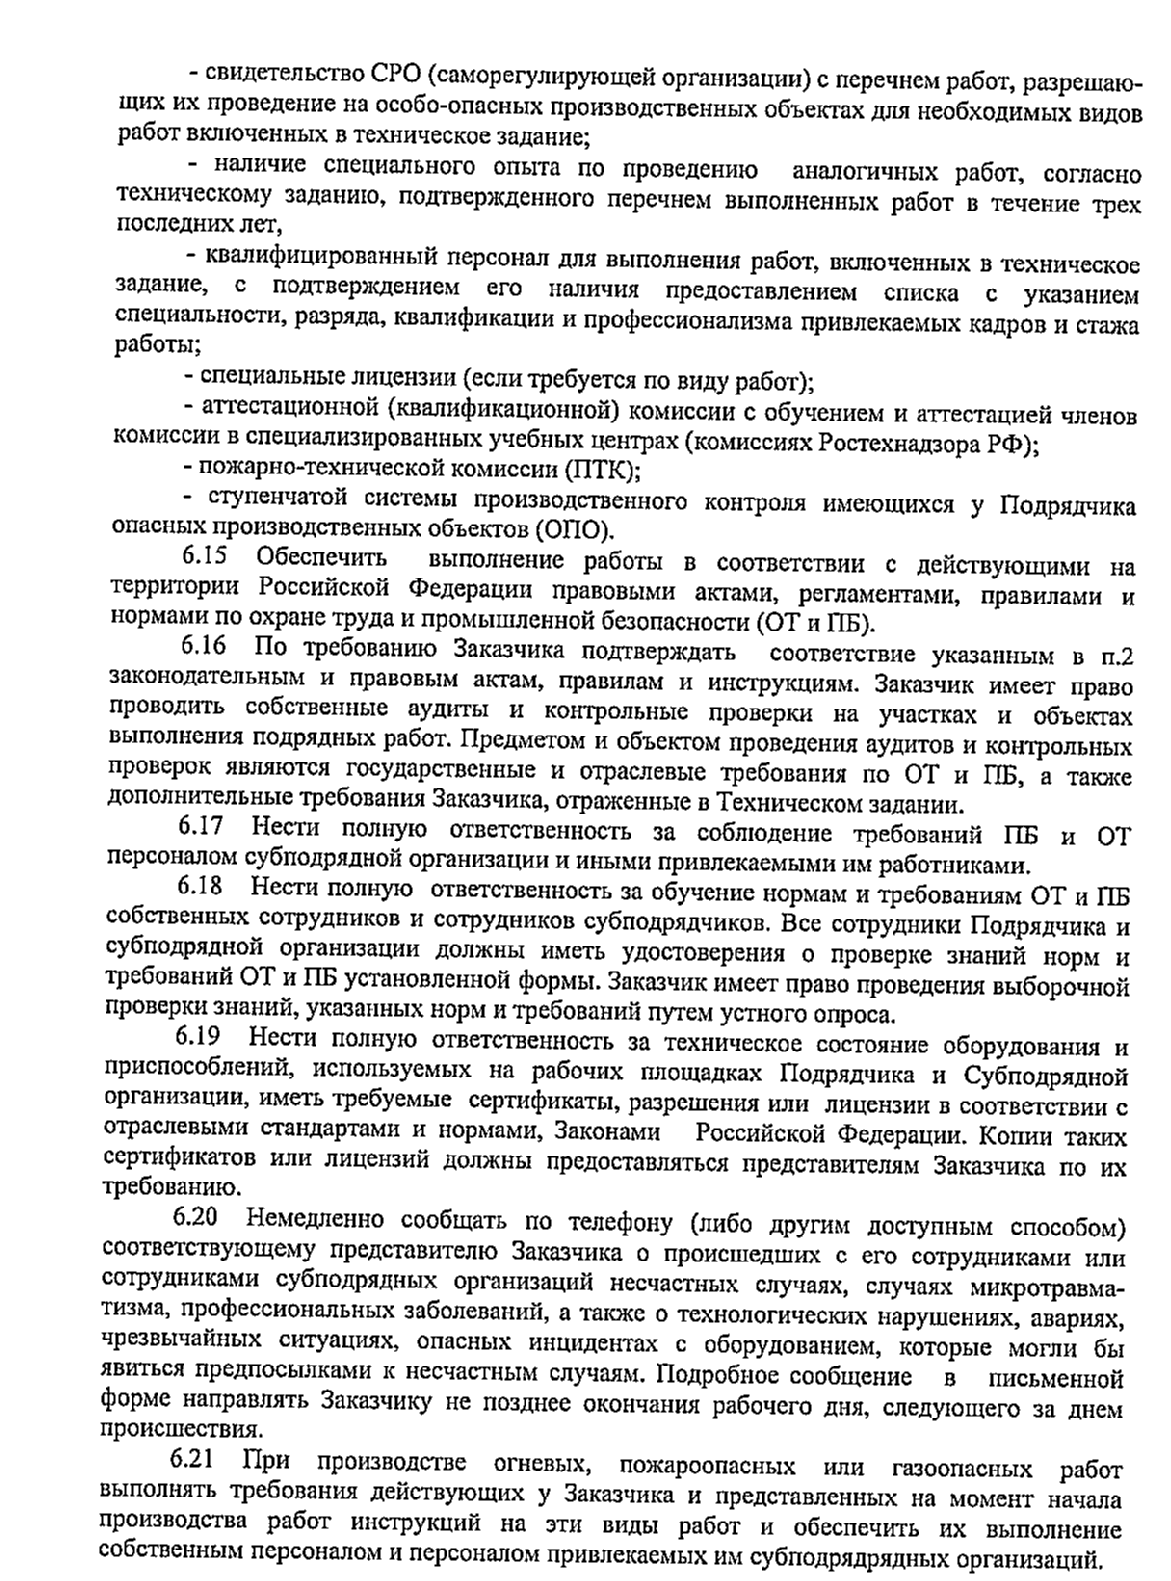 - свидетельство СРО (саморегулирующей организации) с перечнем работ, разрешаю-
щих их проведение на особо-опасных производственных объектах для необходимых видов
работ включенных в техническое задание;
- наличие специального опыта по проведению аналогичных работ, согласно
техническому заданию, подтвержденного перечнем выполненных работ в течение трех
последних лет,
- квалифицированный персонал для выполнения работ, включенных в техническое
задание, с подтверждением его наличия предоставлением списка с указанием
специальности, разряда, квалификации и профессионализма привлекаемых кадров и стажа
работы;
- специальные лицензии (если требуется по виду работ);
- аттестационной (квалификационной) комиссии с обучением и аттестацией членов
комиссии в специализированных учебных центрах (комиссиях Ростехнадзора РФ);
- пожарно-технической комиссии (ПТК);
- ступенчатой системы производственного контроля имеющихся у Подрядчика
опасных производственных объектов (ОПО).
6.15 Обеспечить выполнение работы в соответствии с действующими на
территории Российской Федерации правовыми актами, регламентами, правилами и
нормами по охране труда и промышленной безопасности (ОТ и ПБ).
6.16 По требованию Заказчика подтверждать соответствие указанным в п.2
законодательным и правовым актам, правилам и инструкциям. Заказчик имеет право
проводить собственные аудиты и контрольные проверки на участках и объектах
выполнения подрядных работ. Предметом и объектом проведения аудитов и контрольных
проверок являются государственные и отраслевые требования по ОТ и ПБ, а также
дополнительные требования Заказчика, отраженные в Техническом задании.
6.17 Нести полную ответственность за соблюдение требований ПБ и ОТ
персоналом субподрядной организации и иными привлекаемыми им работниками.
6.18 Нести полную ответственность за обучение нормам и требованиям ОТ и ПБ
собственных сотрудников и сотрудников субподрядчиков. Все сотрудники Подрядчика и
субподрядной организации должны иметь удостоверения о проверке знаний норм и
требований ОТ и ПБ установленной формы. Заказчик имеет право проведения выборочной
проверки знаний, указанных норм и требований путем устного опроса.
6.19 Нести полную ответственность за техническое состояние оборудования и
приспособлений, используемых на рабочих площадках Подрядчика и Субподрядной
организации, иметь требуемые сертификаты, разрешения или лицензии в соответствии с
отраслевыми стандартами и нормами, Законами Российской Федерации. Копии таких
сертификатов или лицензий должны предоставляться представителям Заказчика по их
требованию.
6.20 Немедленно сообщать по телефону (либо другим доступным способом)
соответствующему представителю Заказчика о происшедших с его сотрудниками или
сотрудниками субподрядных организаций несчастных случаях, случаях микротравма-
тизма, профессиональных заболеваний, а также о технологических нарушениях, авариях,
чрезвычайных ситуациях, опасных инцидентах с оборудованием, которые могли бы
явиться предпосылками к несчастным случаям. Подробное сообщение в письменной
форме направлять Заказчику не позднее окончания рабочего дня, следующего за днем
происшествия.
6.21 При производстве огневых, пожароопасных или газоопасных работ
выполнять требования действующих у Заказчика и представленных на момент начала
производства работ инструкций на эти виды работ и обеспечить их выполнение
собственным персоналом и персоналом привлекаемых им субподрядрядных организаций.